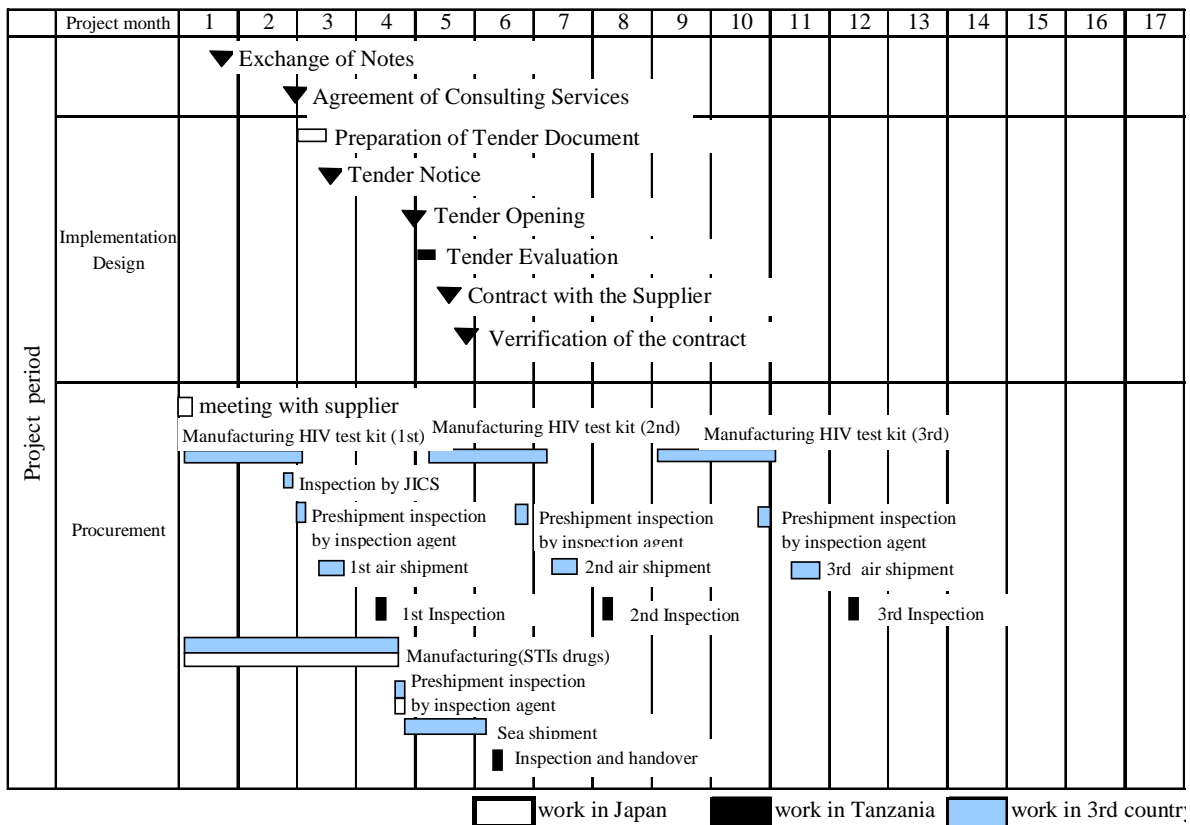 Project month 1 2 3 4 5 6 7 8 9 10 11 12 13 14 15 16 17
Exchange of Notes
Agreement of Consulting Services
Project period
Implementation
Design
Preparation of Tender Document
Tender Notice
Tender Opening
Tender Evaluation
Contract with the Supplier
Verrification of the contract
Procurement
meeting with supplier
Manufacturing HIV test kit (1st)
Manufacturing HIV test kit (2nd)
Manufacturing HIV test kit (3rd)
Inspection by JICS
Preshipment inspection
by inspection agent
Preshipment inspection
by inspection agent
Preshipment inspection
by inspection agent
1st air shipment
2nd air shipment
3rd air shipment
1st Inspection
2nd Inspection
3rd Inspection
Manufacturing(STIs drugs)
Preshipment inspection
by inspection agent
Sea shipment
Inspection and handover
work in Japan
work in Tanzania
work in 3rd country